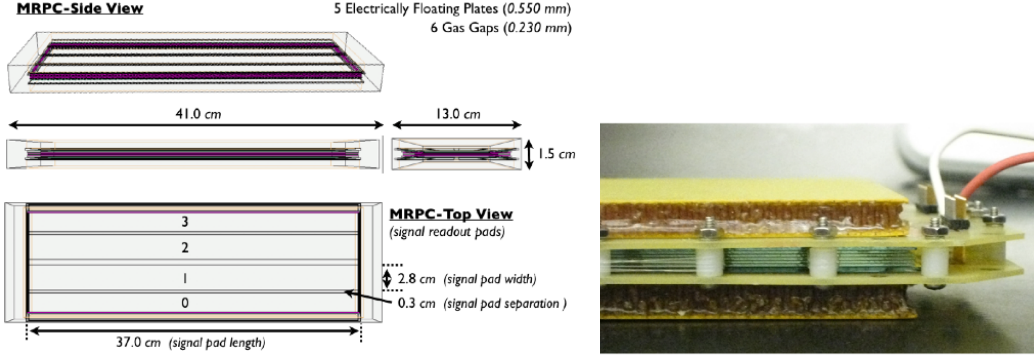 MRPC-Side View
5 Electrically Floating Plates (0.550 mm)
6 Gas Gaps (0.230 mm)
41.0 cm
13.0 cm
1.5 cm
3
2
1
0
MRPC-Top View
(signal readout pads)
2.8 cm (signal pad width)
0.3 cm (signal pad separation )
37.0 cm (signal pad length)